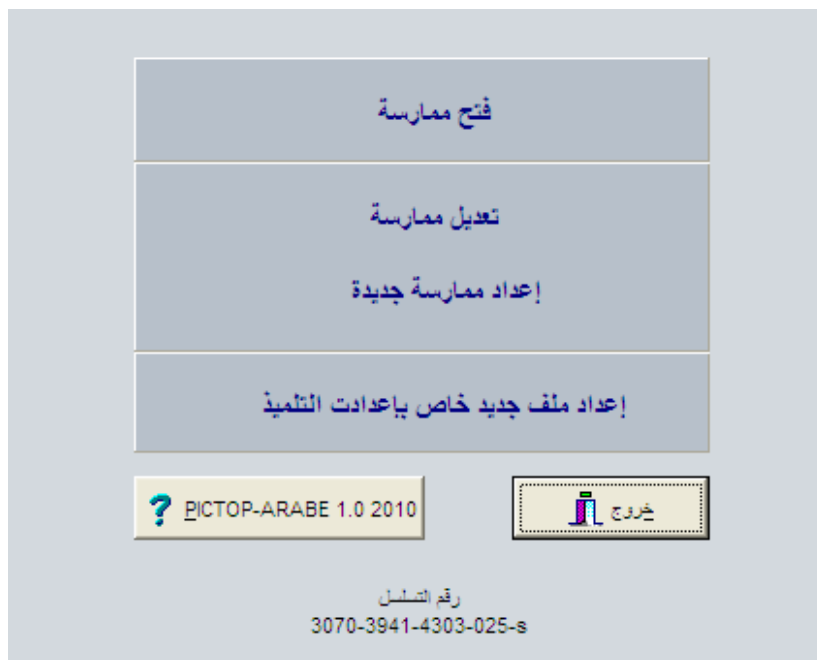 فتح ممارسة
تعديل ممارسة
إعداد ممارسة جديدة
إعداد ملف جديد خاص بإعدادت التلميذ
خروج
? PICTOP-ARABE 1.0 2010
رقم التسلسل
3070-3941-4303-025-s